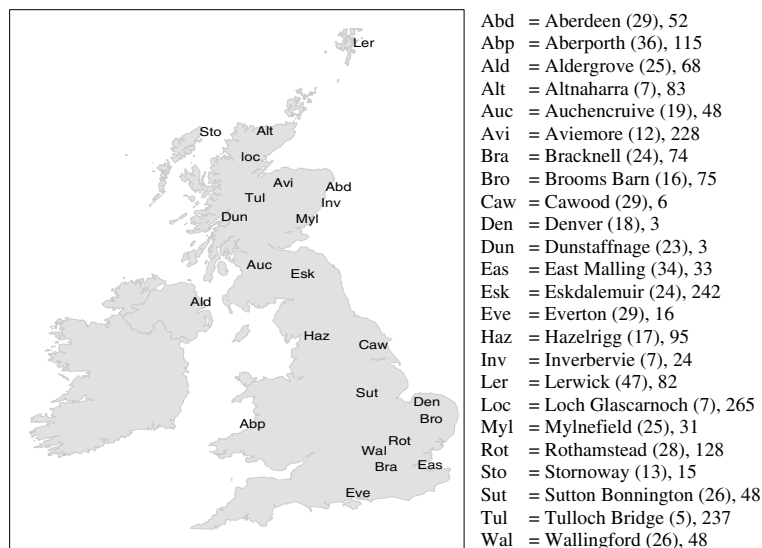 Ler
Sto
Alt
loc
Avi
Abd
Tul
Inv
Dun
Myl
Auc
Esk
Ald
Haz
Caw
Sut
Den
Bro
Abp
Rot
Wal
Bra
Eas
Eve
Abd = Aberdeen (29), 52
Abp = Aberporth (36), 115
Ald = Aldergrove (25), 68
Alt = Altnaharra (7), 83
Auc = Auchencruive (19), 48
Avi = Aviemore (12), 228
Bra = Bracknell (24), 74
Bro = Brooms Barn (16), 75
Caw = Cawood (29), 6
Den = Denver (18), 3
Dun = Dunstaffnage (23), 3
Eas = East Malling (34), 33
Esk = Eskdalemuir (24), 242
Eve = Everton (29), 16
Haz = Hazelrigg (17), 95
Inv = Inverbervie (7), 24
Ler = Lerwick (47), 82
Loc = Loch Glascarnoch (7), 265
Myl = Mylnefield (25), 31
Rot = Rothamstead (28), 128
Sto = Stornoway (13), 15
Sut = Sutton Bonnington (26), 48
Tul = Tulloch Bridge (5), 237
Wal = Wallingford (26), 48